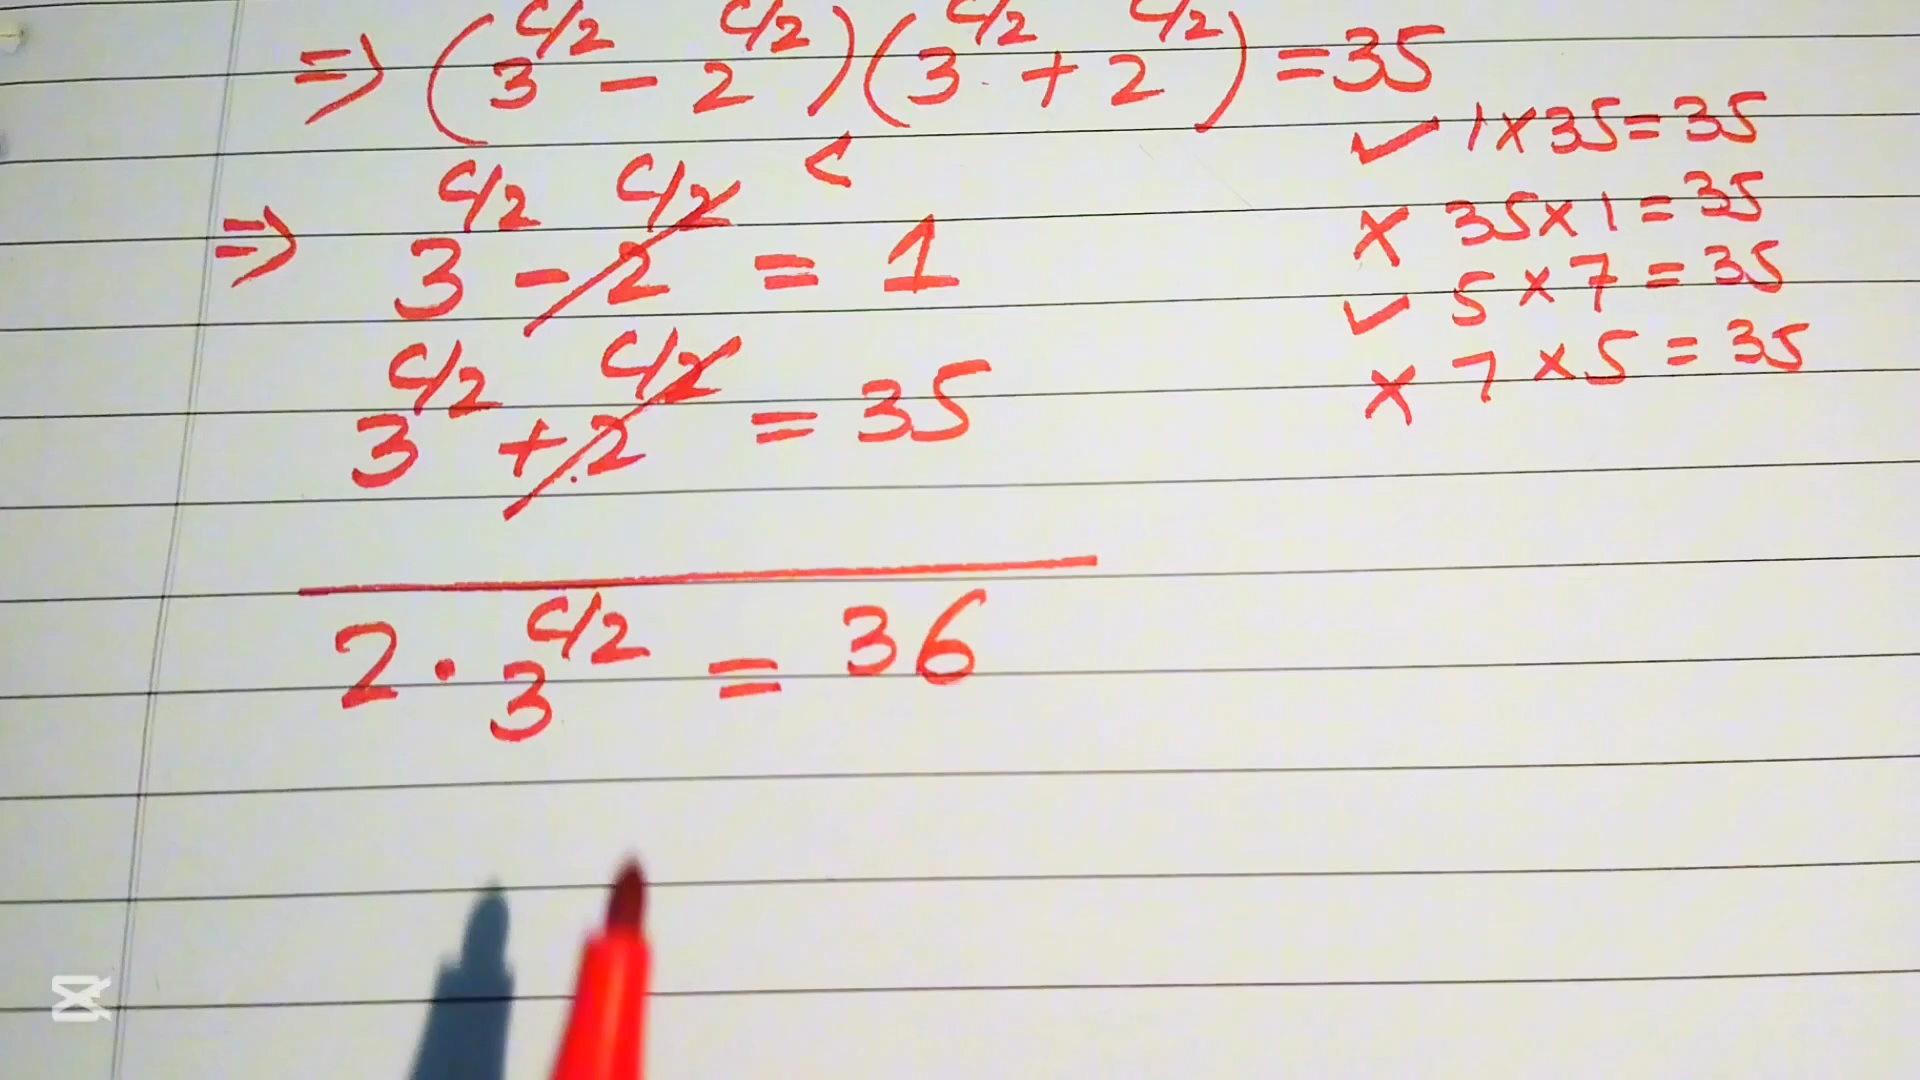 ⇒ (3^(c/2) - 2^(c/2))(3^(c/2) + 2^(c/2)) = 35
<
✓ 1 × 35 = 35
× 35 × 1 = 35
✓ 5 × 7 = 35
× 7 × 5 = 35
⇒ 3^(c/2) - 2^(c/2) = 1
3^(c/2) + 2^(c/2) = 35
2 · 3^(c/2) = 36